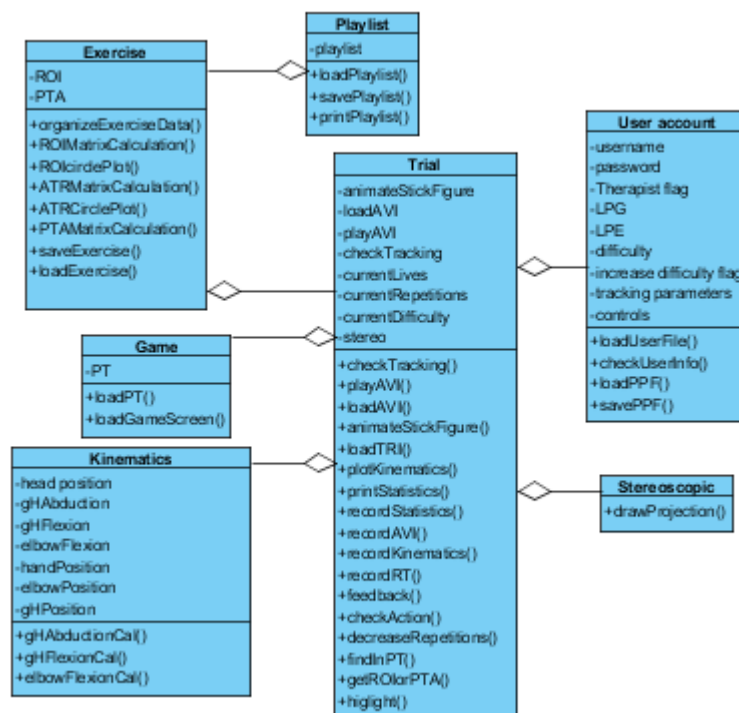 Playlist
-playlist
+loadPlaylist()
+savePlaylist()
+printPlaylist()
Exercise
-ROI
-PTA
+organizeExerciseData()
+ROIMatrixCalculation()
+ROIcirclePlot()
+ATRMatrixCalculation()
+ATRCirclePlot()
+PTAMatrixCalculation()
+saveExercise()
+loadExercise()
User account
-username
-password
-Therapist flag
-LPG
-LPE
-difficulty
-increase difficulty flag
-tracking parameters
-controls
+loadUserFile()
+checkUserInfo()
+loadPPF()
+savePPF()
Trial
-animateStickFigure
-loadAVI
-playAVI
-checkTracking
-currentLives
-currentRepetitions
-currentDifficulty
-stereo
+checkTracking()
+playAVI()
+loadAVI()
+animateStickFigure()
+loadTRI()
+plotKinematics()
+printStatistics()
+recordStatistics()
+recordAVI()
+recordKinematics()
+recordRT()
+feedback()
+checkAction()
+decreaseRepetitions()
+findInPT()
+getROIorPTA()
+higlight()
Game
-PT
+loadPT()
+loadGameScreen()
Kinematics
-head position
-gHAbduction
-gHFlexion
-elbowFlexion
-handPosition
-elbowPosition
-gHPosition
+gHAbductionCal()
+gHFlexionCal()
+elbowFlexionCal()
Stereoscopic
+drawProjection()